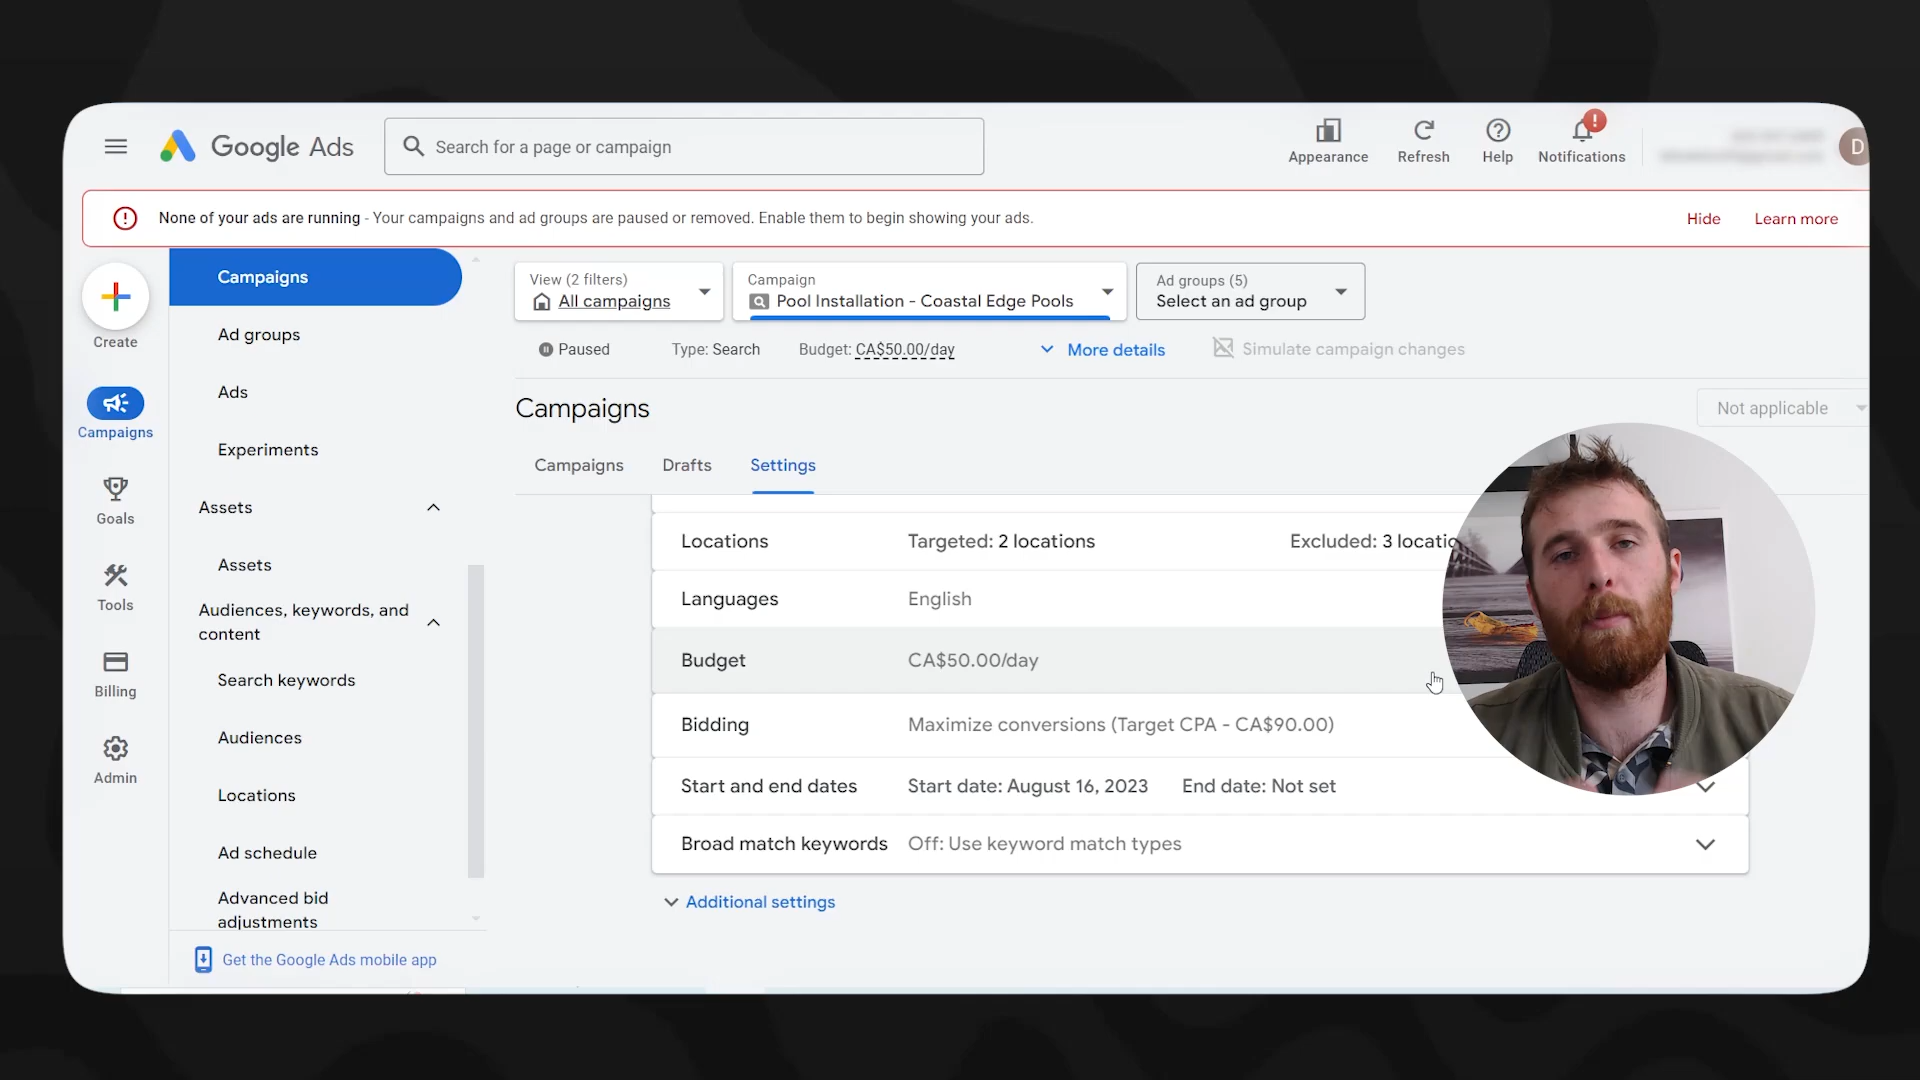 Google Ads
Search for a page or campaign
Appearance
Refresh
Help
!
Notifications
D
None of your ads are running - Your campaigns and ad groups are paused or removed. Enable them to begin showing your ads.
Hide
Learn more
Create
Campaigns
Goals
Tools
Billing
Admin
Campaigns
Ad groups
Ads
Experiments
Assets
Assets
Audiences, keywords, and
content
Search keywords
Audiences
Locations
Ad schedule
Advanced bid
adjustments
Get the Google Ads mobile app
View (2 filters)
All campaigns
Campaign
Pool Installation - Coastal Edge Pools
Ad groups (5)
Select an ad group
Paused
Type: Search
Budget: CA$50.00/day
More details
Simulate campaign changes
Campaigns
Not applicable
Campaigns
Drafts
Settings
Locations
Targeted: 2 locations
Excluded: 3 locatio
Languages
English
Budget
CA$50.00/day
Bidding
Maximize conversions (Target CPA - CA$90.00)
Start and end dates
Start date: August 16, 2023
End date: Not set
Broad match keywords
Off: Use keyword match types
Additional settings